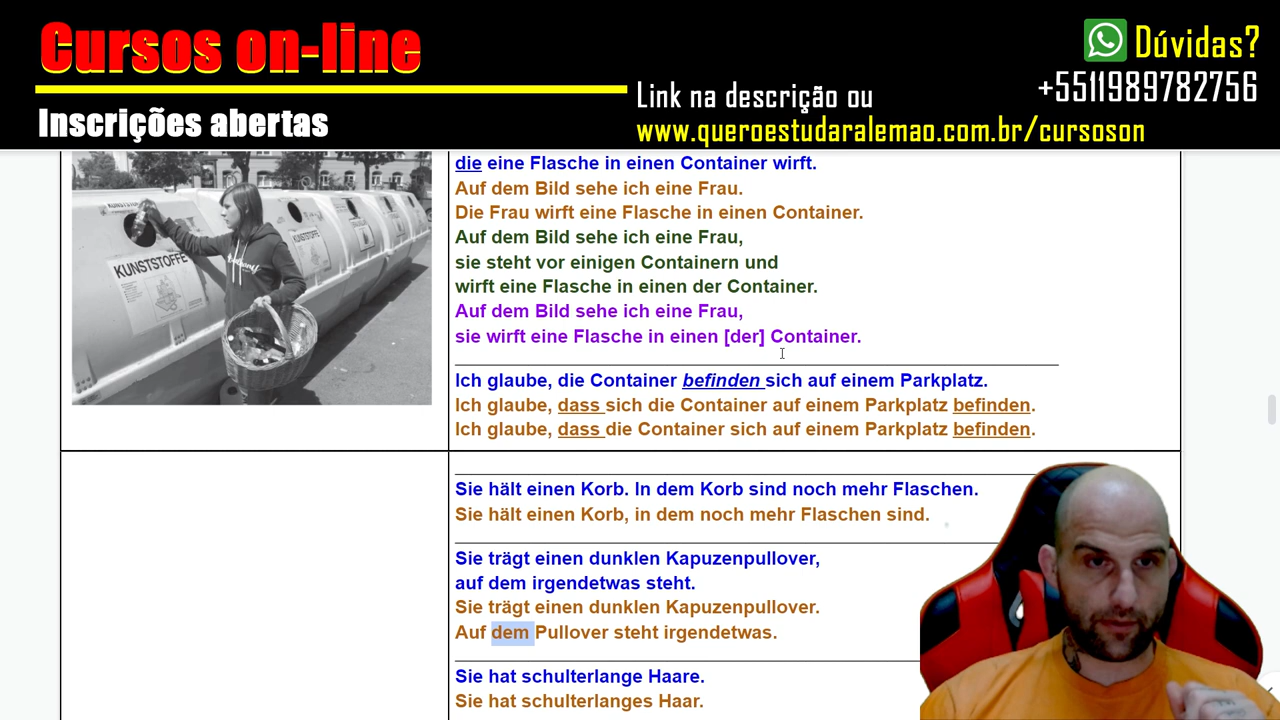 Cursos on-line
Inscrições abertas
Dúvidas?
+5511989782756
Link na descrição ou
www.queroestudaralemao.com.br/cursoson
KUNSTSTOFFE
die eine Flasche in einen Container wirft.
Auf dem Bild sehe ich eine Frau.
Die Frau wirft eine Flasche in einen Container.
Auf dem Bild sehe ich eine Frau,
sie steht vor einigen Containern und
wirft eine Flasche in einen der Container.
Auf dem Bild sehe ich eine Frau,
sie wirft eine Flasche in einen [der] Container.
Ich glaube, die Container befinden sich auf einem Parkplatz.
Ich glaube, dass sich die Container auf einem Parkplatz befinden.
Ich glaube, dass die Container sich auf einem Parkplatz befinden.
Sie hält einen Korb. In dem Korb sind noch mehr Flaschen.
Sie hält einen Korb, in dem noch mehr Flaschen sind.
Sie trägt einen dunklen Kapuzenpullover,
auf dem irgendetwas steht.
Sie trägt einen dunklen Kapuzenpullover.
Auf dem Pullover steht irgendetwas.
Sie hat schulterlange Haare.
Sie hat schulterlanges Haar.